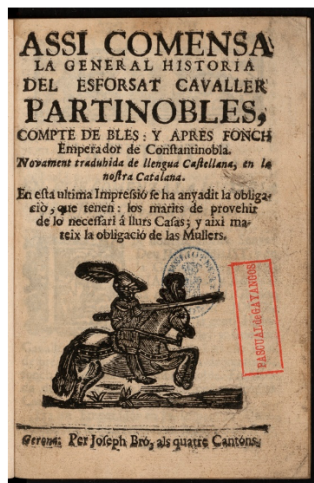 ASSI COMENSA
LA GENERAL HISTORIA
DEL ESFORSAT CAVALLER
PARTINOBLES,
COMPTE DE BLES: Y APRES FONCH
Emperador de Constantinobla.
Novament traduhida de llengua Castellana, en la
nostra Catalana.
En esta ultima Impressió se ha anyadit la obliga-
ció, que tenen: los marits de provehir
de lo necessari á llurs Casas; y aixi ma-
teix la obligació de las Mullers.
PASCUAL de GAYANGOS
Gerona: Per Joseph Bró, als quatre Cantons.